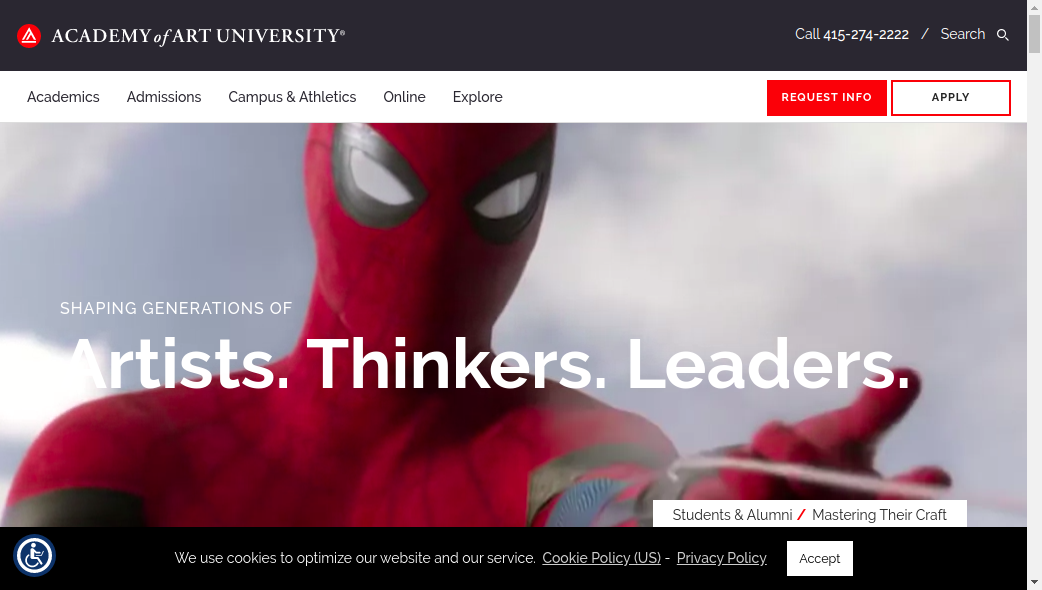 ACADEMY of ART UNIVERSITY®
Call 415-274-2222 / Search
Academics Admissions Campus & Athletics Online Explore REQUEST INFO APPLY
SHAPING GENERATIONS OF
Artists. Thinkers. Leaders.
Students & Alumni / Mastering Their Craft
We use cookies to optimize our website and our service. Cookie Policy (US) - Privacy Policy Accept